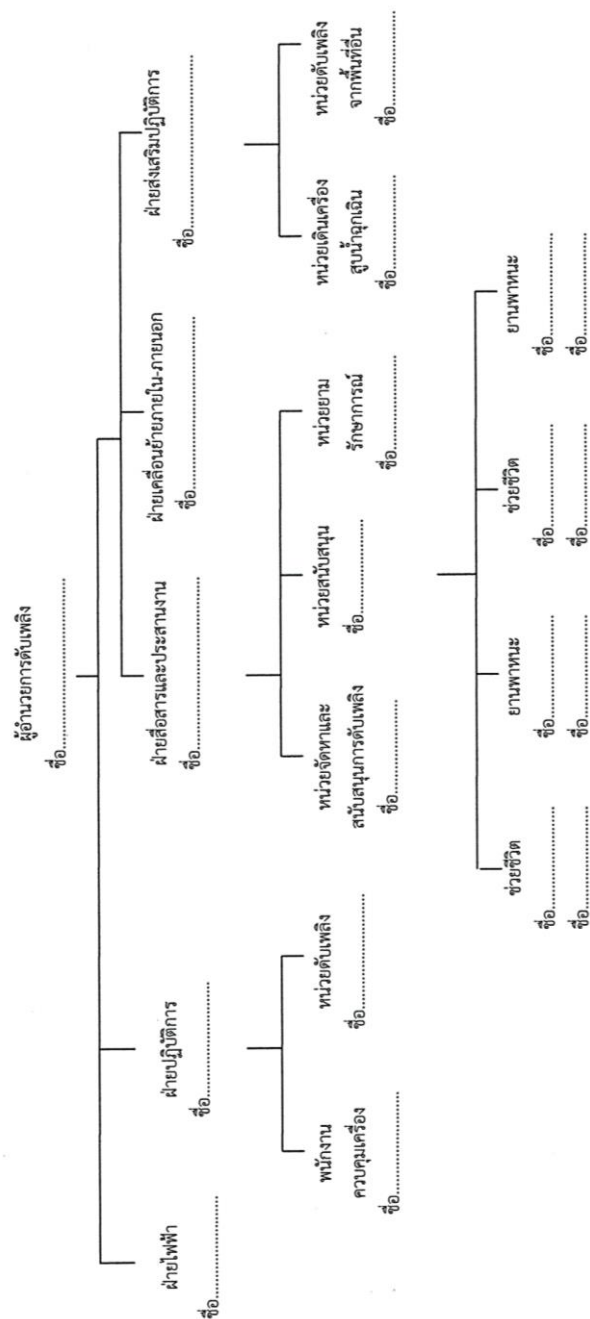 ผู้อำนวยการดับเพลิง
ชื่อ........................................
ฝ่ายไฟฟ้า
ชื่อ.............................
ฝ่ายปฏิบัติการ
ชื่อ.............................
ฝ่ายสื่อสารและประสานงาน
ชื่อ........................................
ฝ่ายเคลื่อนย้ายภายใน-ภายนอก
ชื่อ........................................
ฝ่ายส่งเสริมปฏิบัติการ
ชื่อ........................................
พนักงาน
ควบคุมเครื่อง
ชื่อ.............................
หน่วยดับเพลิง
ชื่อ.............................
หน่วยจัดหาและ
สนับสนุนการดับเพลิง
ชื่อ.........................
หน่วยสนับสนุน
ชื่อ.........................
หน่วยยาม
รักษาการณ์
ชื่อ.........................
หน่วยเดินเครื่อง
สูบน้ำฉุกเฉิน
ชื่อ.........................
หน่วยดับเพลิง
จากพื้นที่อื่น
ชื่อ.........................
ช่วยชีวิต
ชื่อ.........................
ชื่อ.........................
ยานพาหนะ
ชื่อ.........................
ชื่อ.........................
ช่วยชีวิต
ชื่อ.........................
ชื่อ.........................
ยานพาหนะ
ชื่อ.........................
ชื่อ.........................